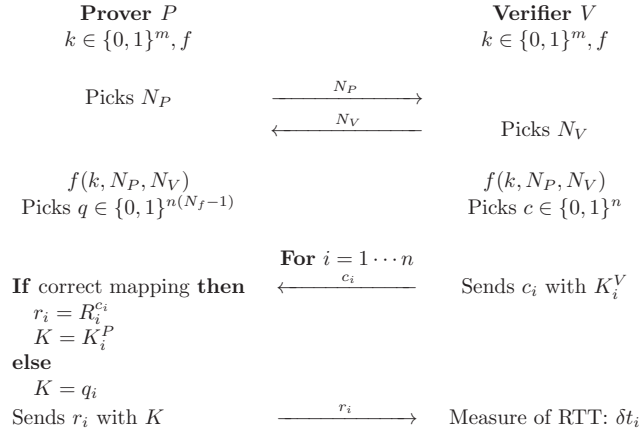 Prover P Verifier V
k ∈ {0, 1}^m, f k ∈ {0, 1}^m, f
N_P
Picks N_P
N_V
Picks N_V
f(k, N_P, N_V) f(k, N_P, N_V)
Picks q ∈ {0, 1}^{n(N_f−1)} Picks c ∈ {0, 1}^n
For i = 1 ⋯ n
If correct mapping then c_i Sends c_i with K_i^V
r_i = R_i^{c_i}
K = K_i^P
else
K = q_i
Sends r_i with K r_i Measure of RTT: δt_i